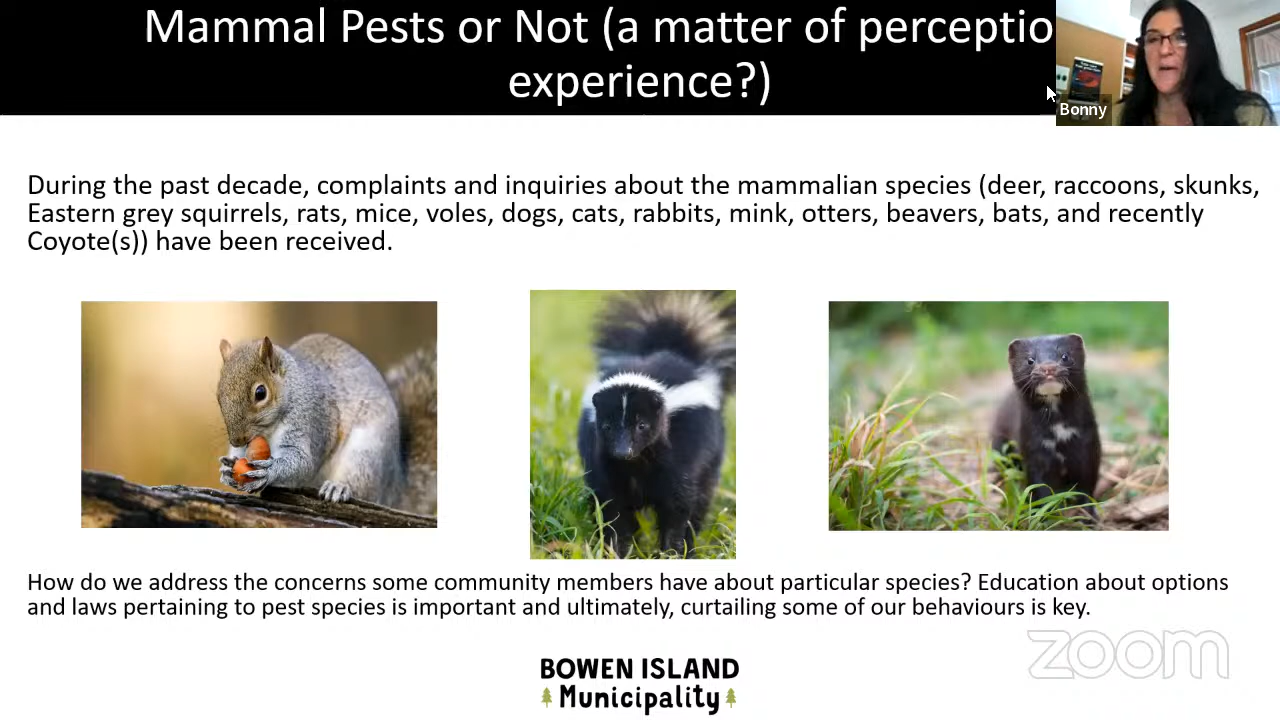 Mammal Pests or Not (a matter of perceptio
experience?)
Bonny
During the past decade, complaints and inquiries about the mammalian species (deer, raccoons, skunks,
Eastern grey squirrels, rats, mice, voles, dogs, cats, rabbits, mink, otters, beavers, bats, and recently
Coyote(s)) have been received.
How do we address the concerns some community members have about particular species? Education about options
and laws pertaining to pest species is important and ultimately, curtailing some of our behaviours is key.
zoom
BOWEN ISLAND
Municipality